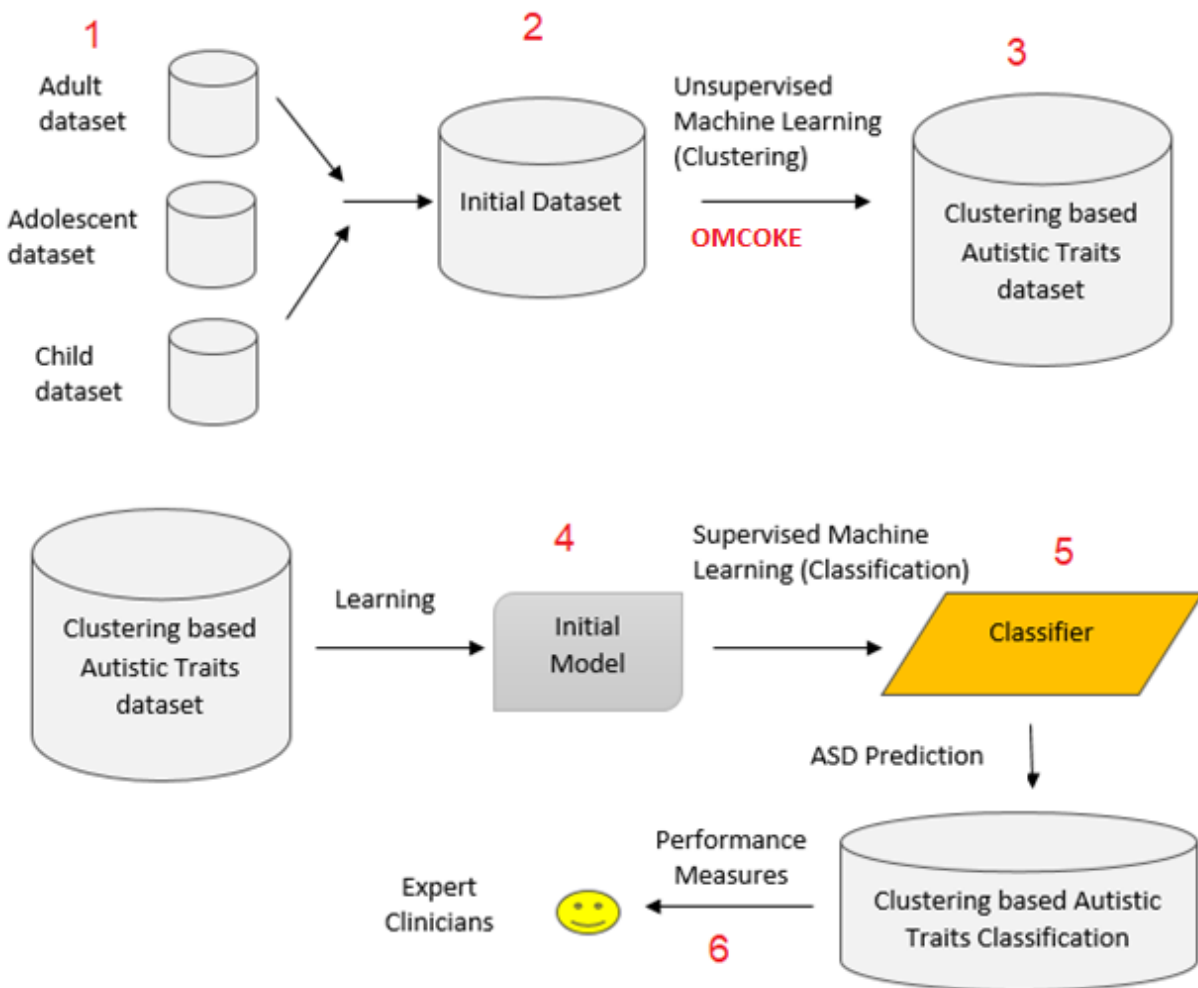 1
2
3
Adult
dataset
Adolescent
dataset
Child
dataset
Initial Dataset
Unsupervised
Machine Learning
(Clustering)
OMCOKE
Clustering based
Autistic Traits
dataset
Clustering based
Autistic Traits
dataset
Learning
4
Initial
Model
Supervised Machine
Learning (Classification)
5
Classifier
ASD Prediction
Clustering based Autistic
Traits Classification
Performance
Measures
6
Expert
Clinicians